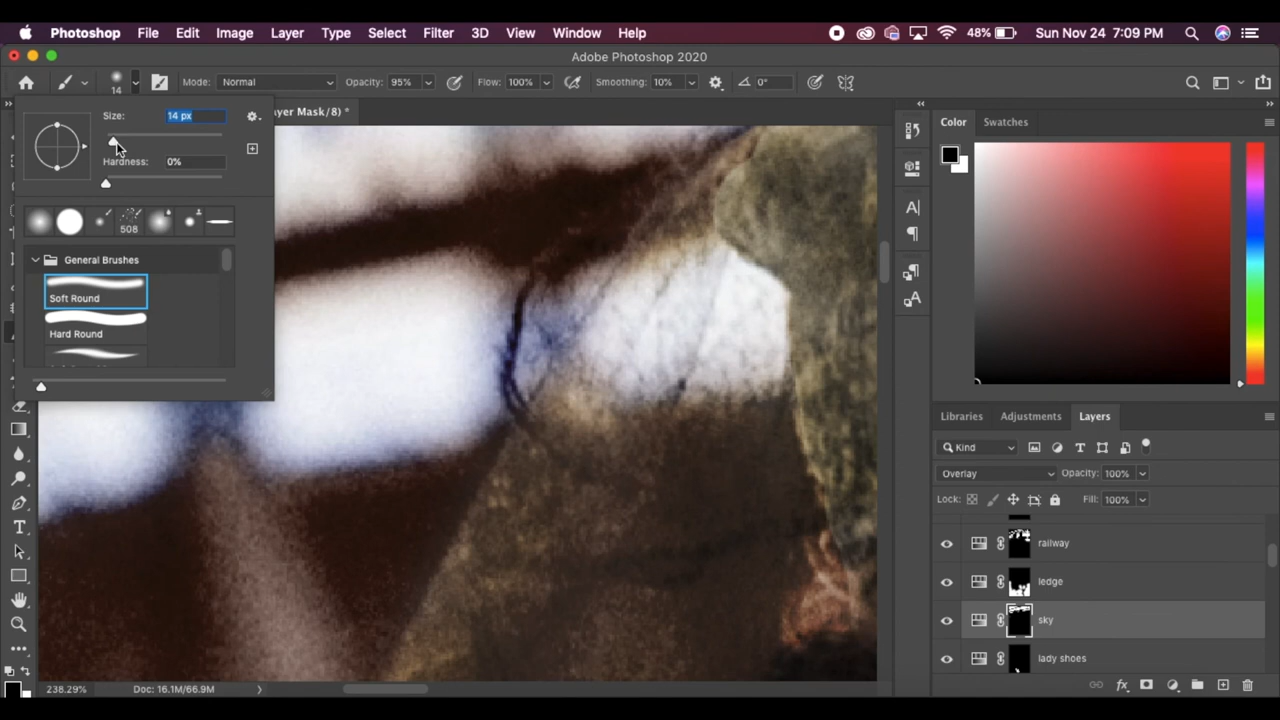 Photoshop File Edit Image Layer Type Select Filter 3D View Window Help 48% Sun Nov 24 7:09 PM
Adobe Photoshop 2020
14 Mode: Normal Opacity: 95% Flow: 100% Smoothing: 10% 0°
Size: 14 px
ayer Mask/8) *
Hardness: 0%
508
General Brushes
Soft Round
Hard Round
Color Swatches
Libraries Adjustments Layers
Kind
Overlay Opacity: 100%
Lock: Fill: 100%
railway
ledge
sky
lady shoes
238.29% Doc: 16.1M/66.9M